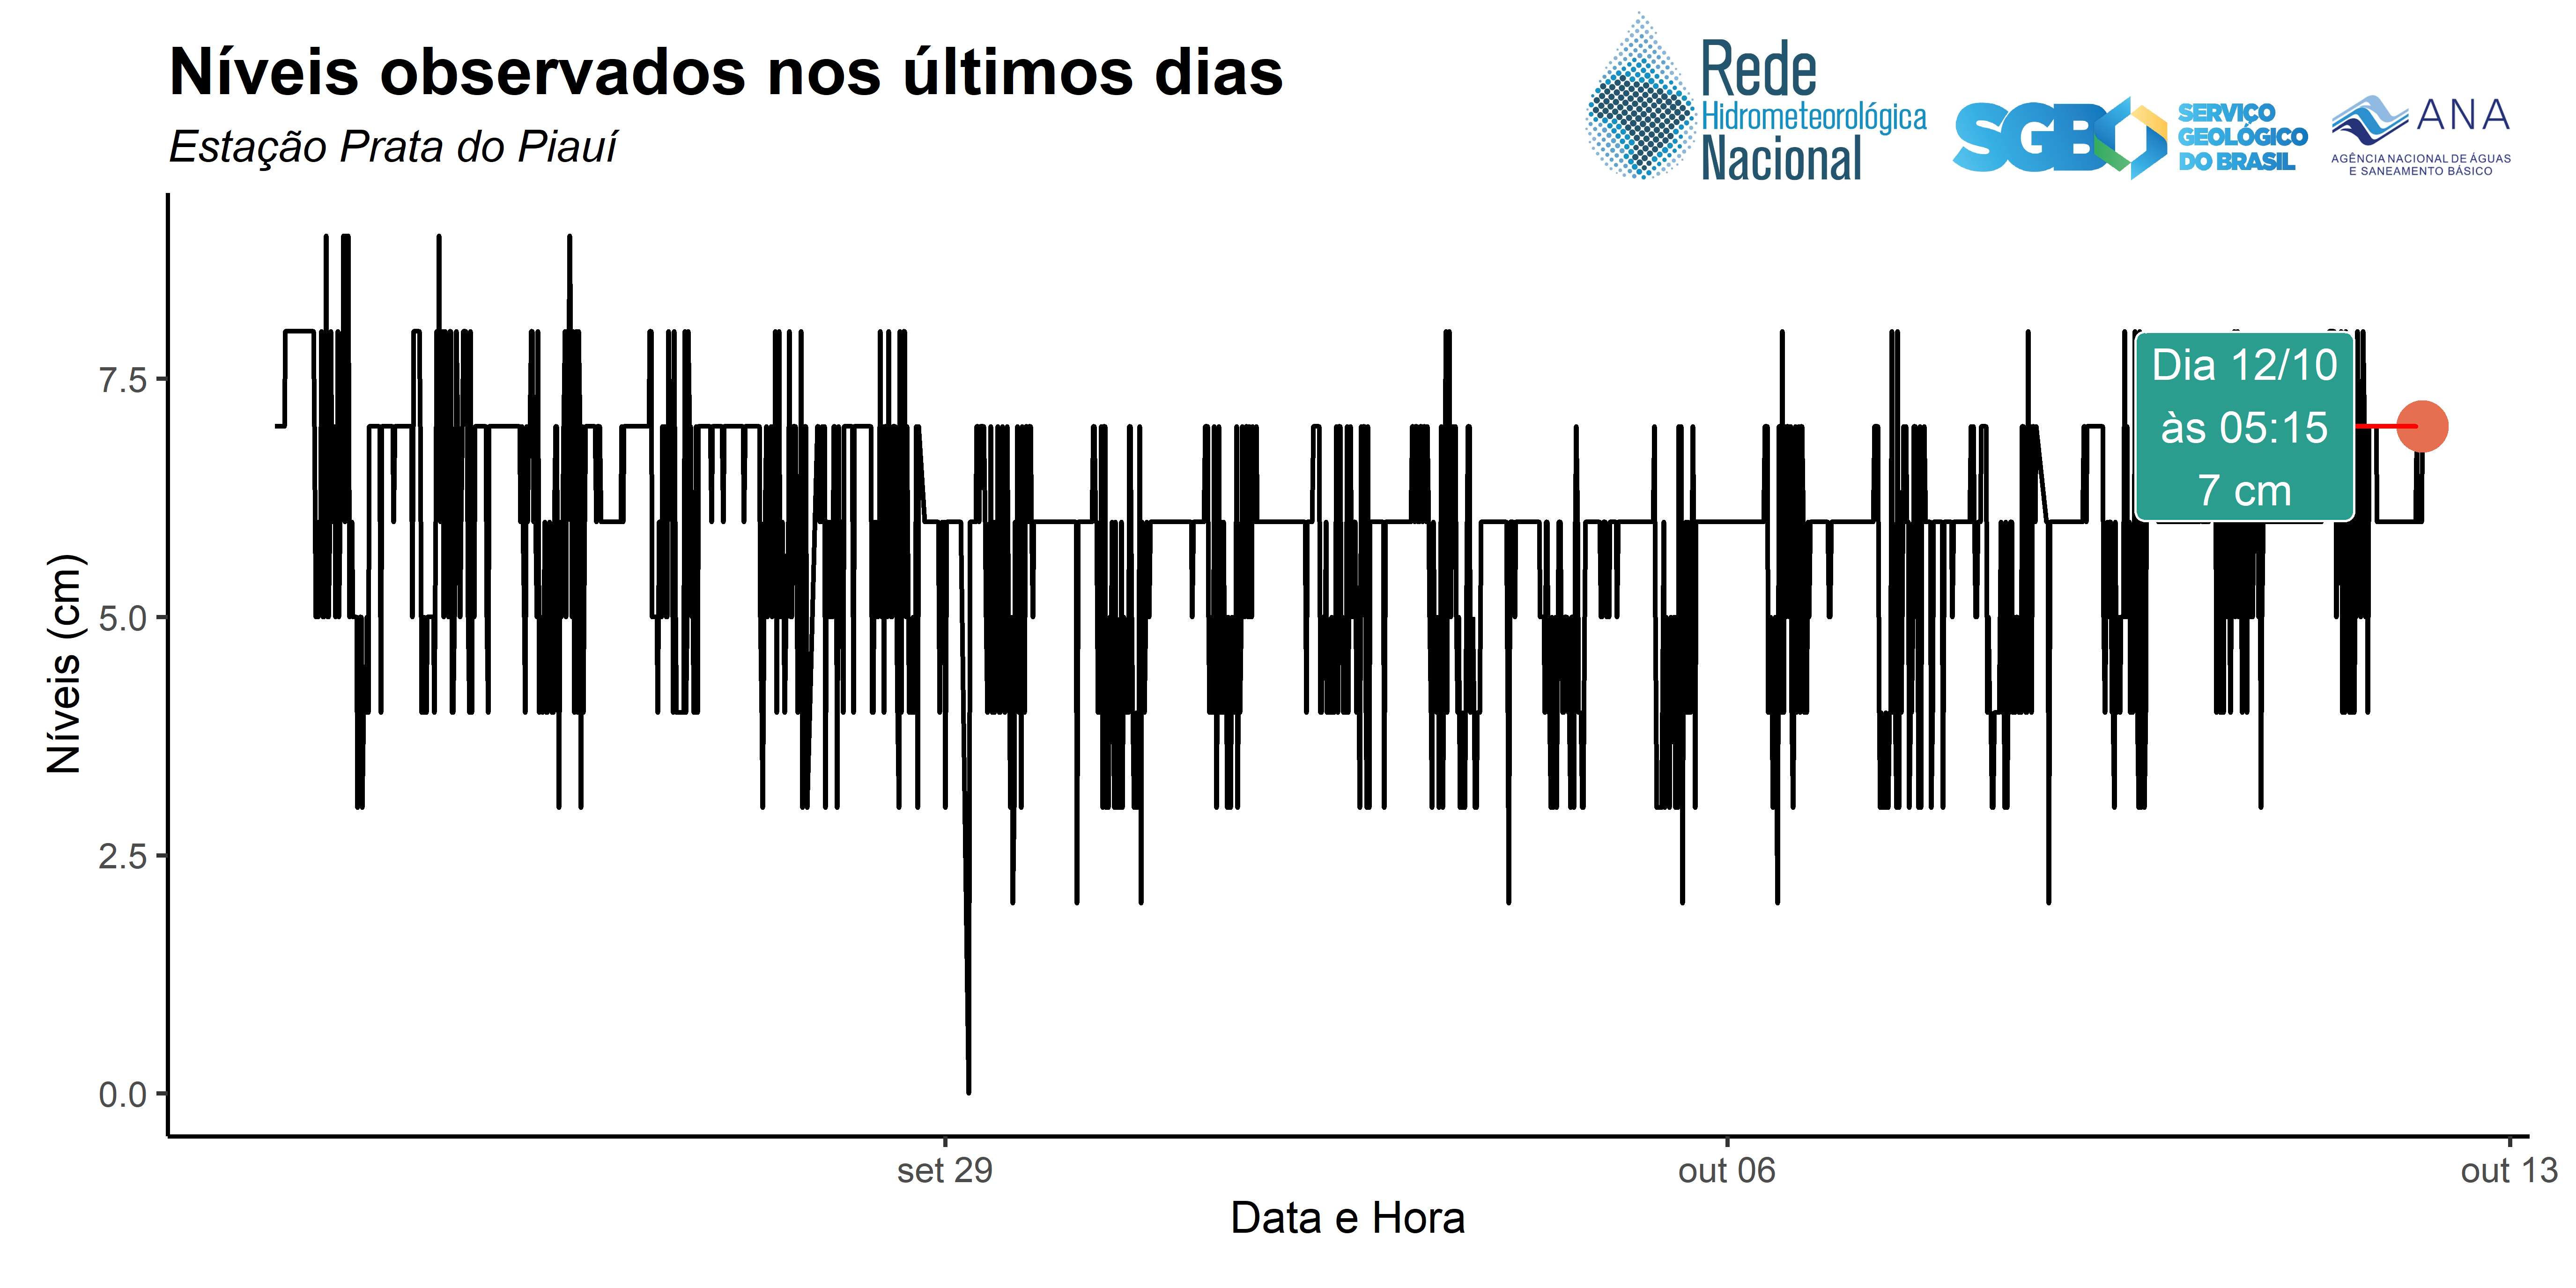 Níveis observados nos últimos dias
Estação Prata do Piauí
Rede
Hidrometeorológica
Nacional
SGB
SERVIÇO
GEOLÓGICO
DO BRASIL
ANA
AGÊNCIA NACIONAL DE ÁGUAS
E SANEAMENTO BÁSICO
Níveis (cm)
7.5
5.0
2.5
0.0
Dia 12/10
às 05:15
7 cm
set 29
out 06
out 13
Data e Hora